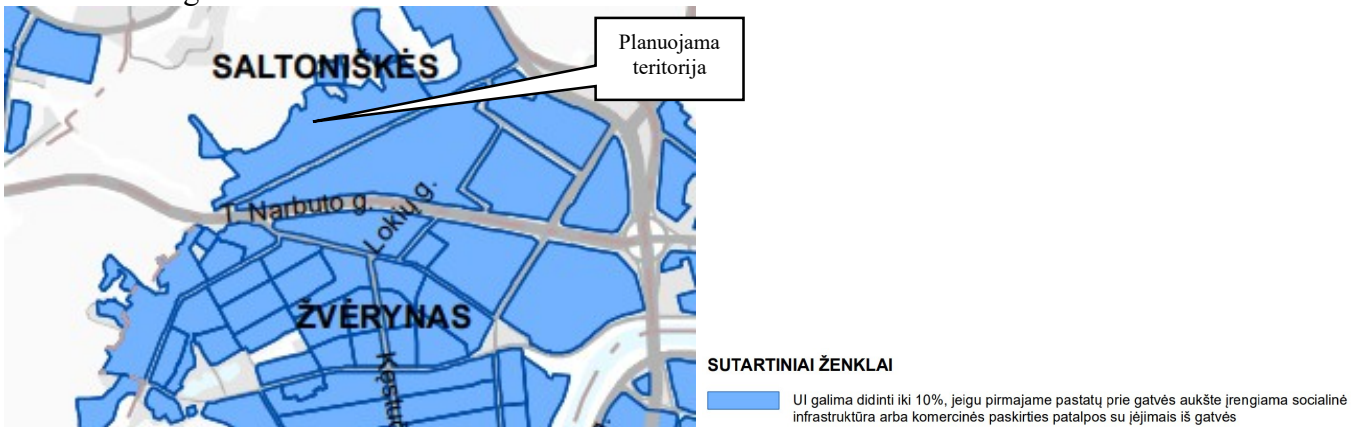 Planuojama
teritorija
SALTONIŠKĖS
T. Narbuto g.
Lokių g.
ŽVĖRYNAS
SUTARTINIAI ŽENKLAI
UI galima didinti iki 10%, jeigu pirmajame pastatų prie gatvės aukšte įrengiama socialinė
infrastruktūra arba komercinės paskirties patalpos su įėjimais iš gatvės